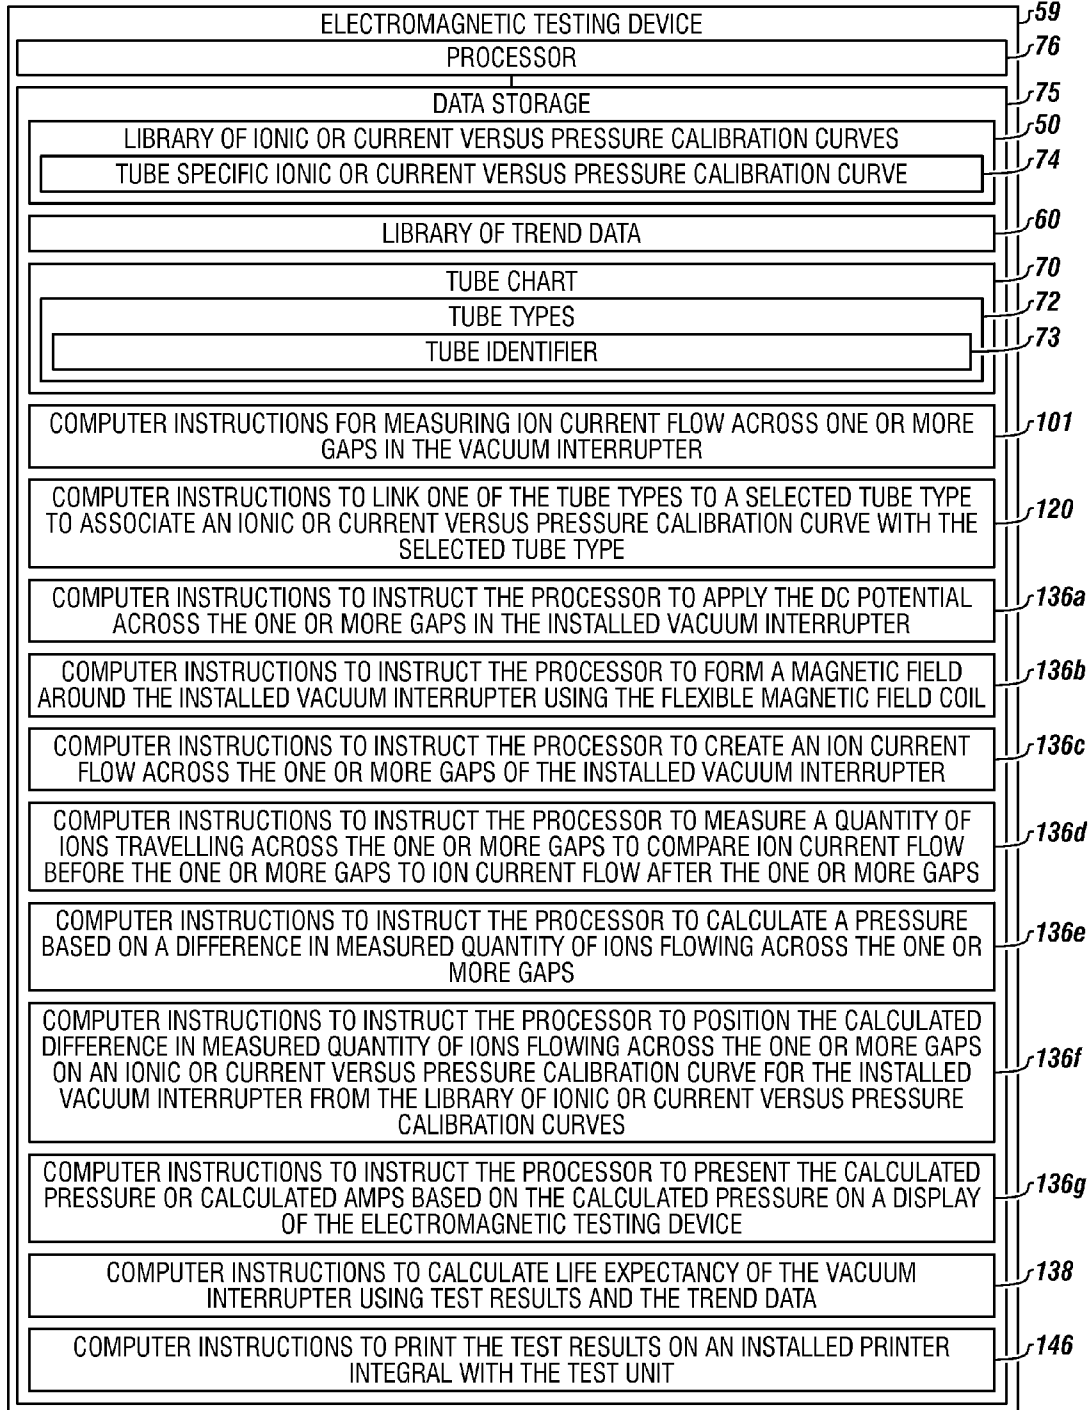 ELECTROMAGNETIC TESTING DEVICE
59
PROCESSOR
76
DATA STORAGE
75
LIBRARY OF IONIC OR CURRENT VERSUS PRESSURE CALIBRATION CURVES
50
TUBE SPECIFIC IONIC OR CURRENT VERSUS PRESSURE CALIBRATION CURVE
74
LIBRARY OF TREND DATA
60
TUBE CHART
70
TUBE TYPES
72
TUBE IDENTIFIER
73
COMPUTER INSTRUCTIONS FOR MEASURING ION CURRENT FLOW ACROSS ONE OR MORE
GAPS IN THE VACUUM INTERRUPTER
101
COMPUTER INSTRUCTIONS TO LINK ONE OF THE TUBE TYPES TO A SELECTED TUBE TYPE
TO ASSOCIATE AN IONIC OR CURRENT VERSUS PRESSURE CALIBRATION CURVE WITH THE
SELECTED TUBE TYPE
120
COMPUTER INSTRUCTIONS TO INSTRUCT THE PROCESSOR TO APPLY THE DC POTENTIAL
ACROSS THE ONE OR MORE GAPS IN THE INSTALLED VACUUM INTERRUPTER
136a
COMPUTER INSTRUCTIONS TO INSTRUCT THE PROCESSOR TO FORM A MAGNETIC FIELD
AROUND THE INSTALLED VACUUM INTERRUPTER USING THE FLEXIBLE MAGNETIC FIELD COIL
136b
COMPUTER INSTRUCTIONS TO INSTRUCT THE PROCESSOR TO CREATE AN ION CURRENT
FLOW ACROSS THE ONE OR MORE GAPS OF THE INSTALLED VACUUM INTERRUPTER
136c
COMPUTER INSTRUCTIONS TO INSTRUCT THE PROCESSOR TO MEASURE A QUANTITY OF
IONS TRAVELLING ACROSS THE ONE OR MORE GAPS TO COMPARE ION CURRENT FLOW
BEFORE THE ONE OR MORE GAPS TO ION CURRENT FLOW AFTER THE ONE OR MORE GAPS
136d
COMPUTER INSTRUCTIONS TO INSTRUCT THE PROCESSOR TO CALCULATE A PRESSURE
BASED ON A DIFFERENCE IN MEASURED QUANTITY OF IONS FLOWING ACROSS THE ONE OR
MORE GAPS
136e
COMPUTER INSTRUCTIONS TO INSTRUCT THE PROCESSOR TO POSITION THE CALCULATED
DIFFERENCE IN MEASURED QUANTITY OF IONS FLOWING ACROSS THE ONE OR MORE GAPS
ON AN IONIC OR CURRENT VERSUS PRESSURE CALIBRATION CURVE FOR THE INSTALLED
VACUUM INTERRUPTER FROM THE LIBRARY OF IONIC OR CURRENT VERSUS PRESSURE
CALIBRATION CURVES
136f
COMPUTER INSTRUCTIONS TO INSTRUCT THE PROCESSOR TO PRESENT THE CALCULATED
PRESSURE OR CALCULATED AMPS BASED ON THE CALCULATED PRESSURE ON A DISPLAY
OF THE ELECTROMAGNETIC TESTING DEVICE
136g
COMPUTER INSTRUCTIONS TO CALCULATE LIFE EXPECTANCY OF THE VACUUM
INTERRUPTER USING TEST RESULTS AND THE TREND DATA
138
COMPUTER INSTRUCTIONS TO PRINT THE TEST RESULTS ON AN INSTALLED PRINTER
INTEGRAL WITH THE TEST UNIT
146